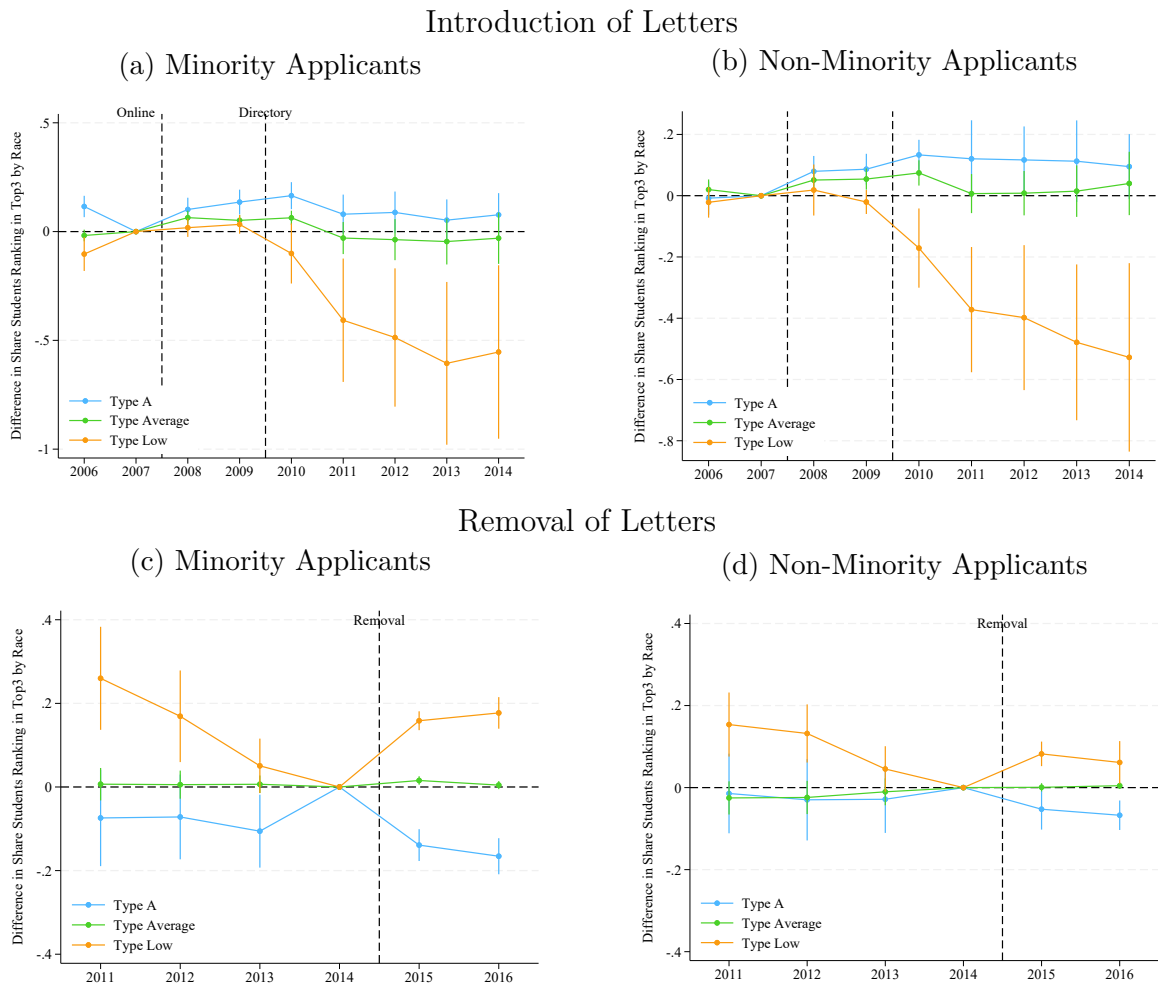 Introduction of Letters
(a) Minority Applicants
Online
Directory
Difference in Share Students Ranking in Top3 by Race
.5
0
-.5
-1
Type A
Type Average
Type Low
2006 2007 2008 2009 2010 2011 2012 2013 2014
(b) Non-Minority Applicants
Difference in Share Students Ranking in Top3 by Race
.2
0
-.2
-.4
-.6
-.8
Type A
Type Average
Type Low
2006 2007 2008 2009 2010 2011 2012 2013 2014
Removal of Letters
(c) Minority Applicants
Removal
Difference in Share Students Ranking in Top3 by Race
.4
.2
0
-.2
-.4
Type A
Type Average
Type Low
2011 2012 2013 2014 2015 2016
(d) Non-Minority Applicants
Removal
Difference in Share Students Ranking in Top3 by Race
.4
.2
0
-.2
-.4
Type A
Type Average
Type Low
2011 2012 2013 2014 2015 2016